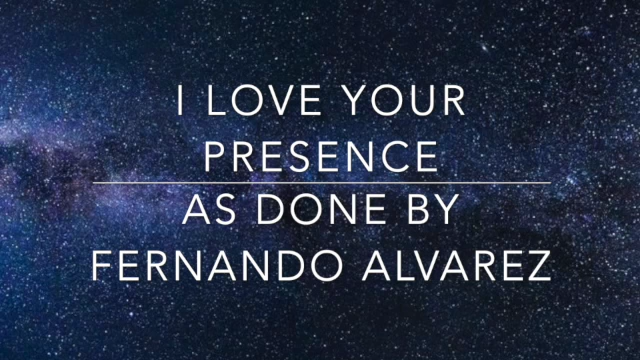 I LOVE YOUR
PRESENCE
AS DONE BY
FERNANDO ALVAREZ